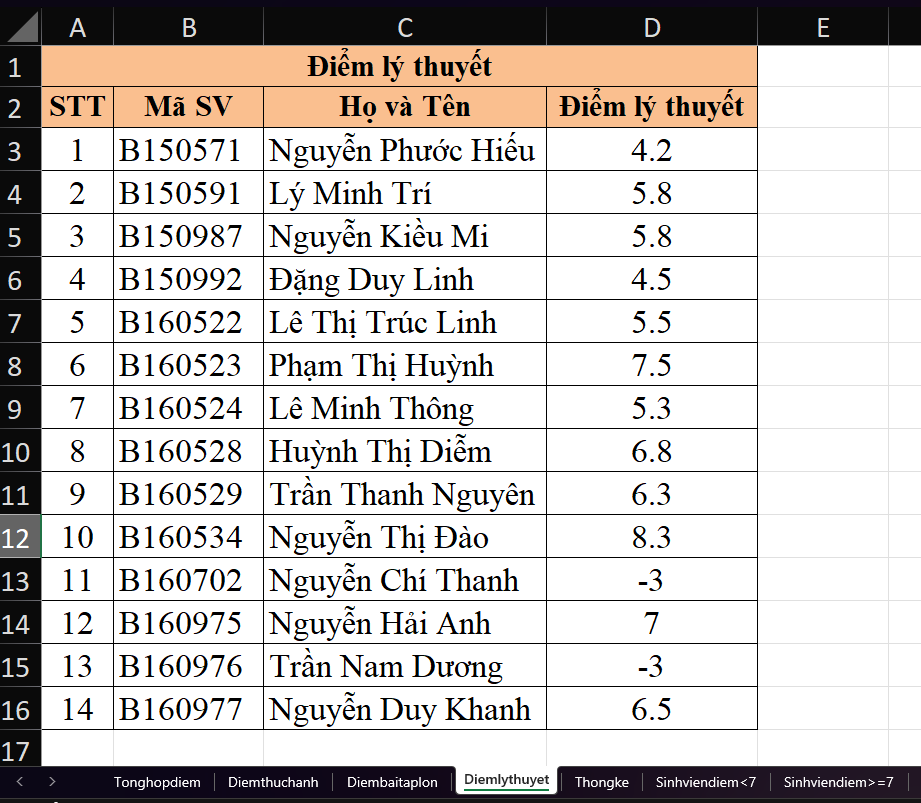 A B C D E
1 Điểm lý thuyết
2 STT Mã SV Họ và Tên Điểm lý thuyết
3 1 B150571 Nguyễn Phước Hiếu 4.2
4 2 B150591 Lý Minh Trí 5.8
5 3 B150987 Nguyễn Kiều Mi 5.8
6 4 B150992 Đặng Duy Linh 4.5
7 5 B160522 Lê Thị Trúc Linh 5.5
8 6 B160523 Phạm Thị Huỳnh 7.5
9 7 B160524 Lê Minh Thông 5.3
10 8 B160528 Huỳnh Thị Diễm 6.8
11 9 B160529 Trần Thanh Nguyên 6.3
12 10 B160534 Nguyễn Thị Đào 8.3
13 11 B160702 Nguyễn Chí Thanh -3
14 12 B160975 Nguyễn Hải Anh 7
15 13 B160976 Trần Nam Dương -3
16 14 B160977 Nguyễn Duy Khanh 6.5
17
Tonghopdiem Diemthuchanh Diembaitaplon Diemlythuyet Thongke Sinhviendiem<7 Sinhviendiem>=7